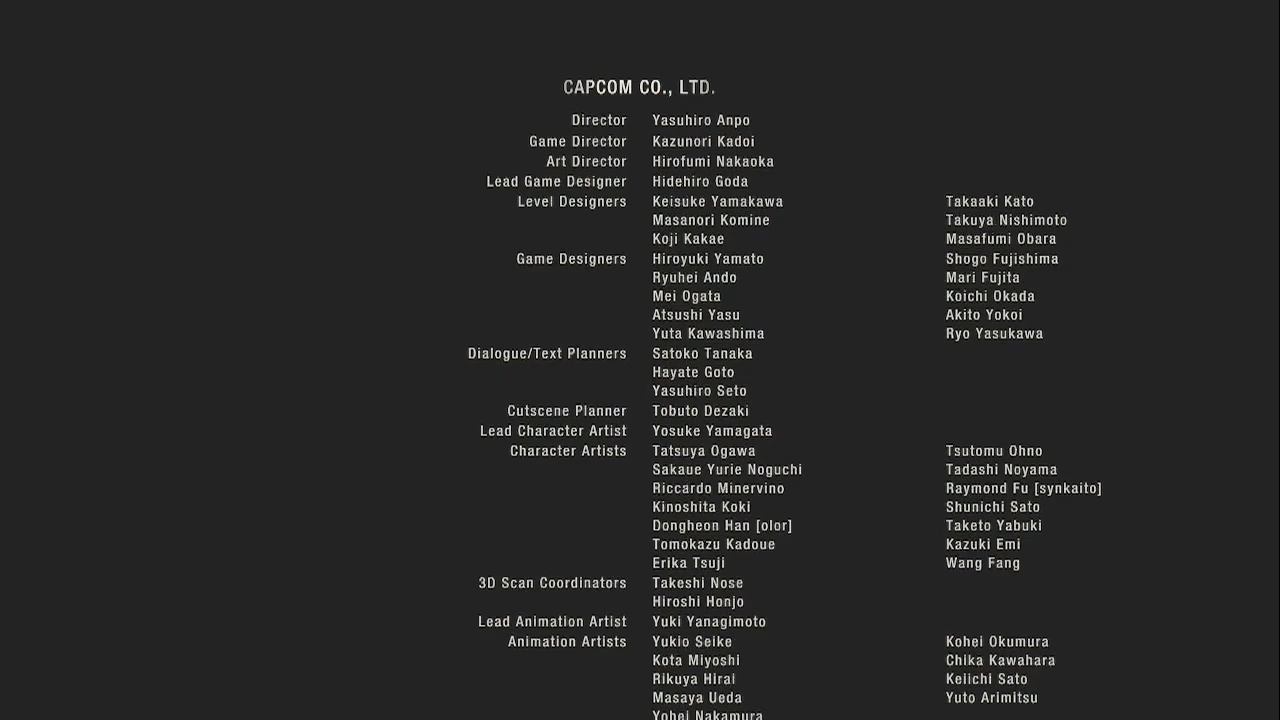 CAPCOM CO., LTD.
Director Yasuhiro Anpo
Game Director Kazunori Kadoi
Art Director Hirofumi Nakaoka
Lead Game Designer Hidehiro Goda
Level Designers Keisuke Yamakawa Takaaki Kato
Masanori Komine Takuya Nishimoto
Koji Kakae Masafumi Obara
Game Designers Hiroyuki Yamato Shogo Fujishima
Ryuhei Ando Mari Fujita
Mei Ogata Koichi Okada
Atsushi Yasu Akito Yokoi
Yuta Kawashima Ryo Yasukawa
Dialogue/Text Planners Satoko Tanaka
Hayate Goto
Yasuhiro Seto
Cutscene Planner Tobuto Dezaki
Lead Character Artist Yosuke Yamagata
Character Artists Tatsuya Ogawa Tsutomu Ohno
Sakaue Yurie Noguchi Tadashi Noyama
Riccardo Minervino Raymond Fu [synkaito]
Kinoshita Koki Shunichi Sato
Dongheon Han [olor] Taketo Yabuki
Tomokazu Kadoue Kazuki Emi
Erika Tsuji Wang Fang
3D Scan Coordinators Takeshi Nose
Hiroshi Honjo
Lead Animation Artist Yuki Yanagimoto
Animation Artists Yukio Seike Kohei Okumura
Kota Miyoshi Chika Kawahara
Rikuya Hirai Keiichi Sato
Masaya Ueda Yuto Arimitsu
Yohei Nakamura